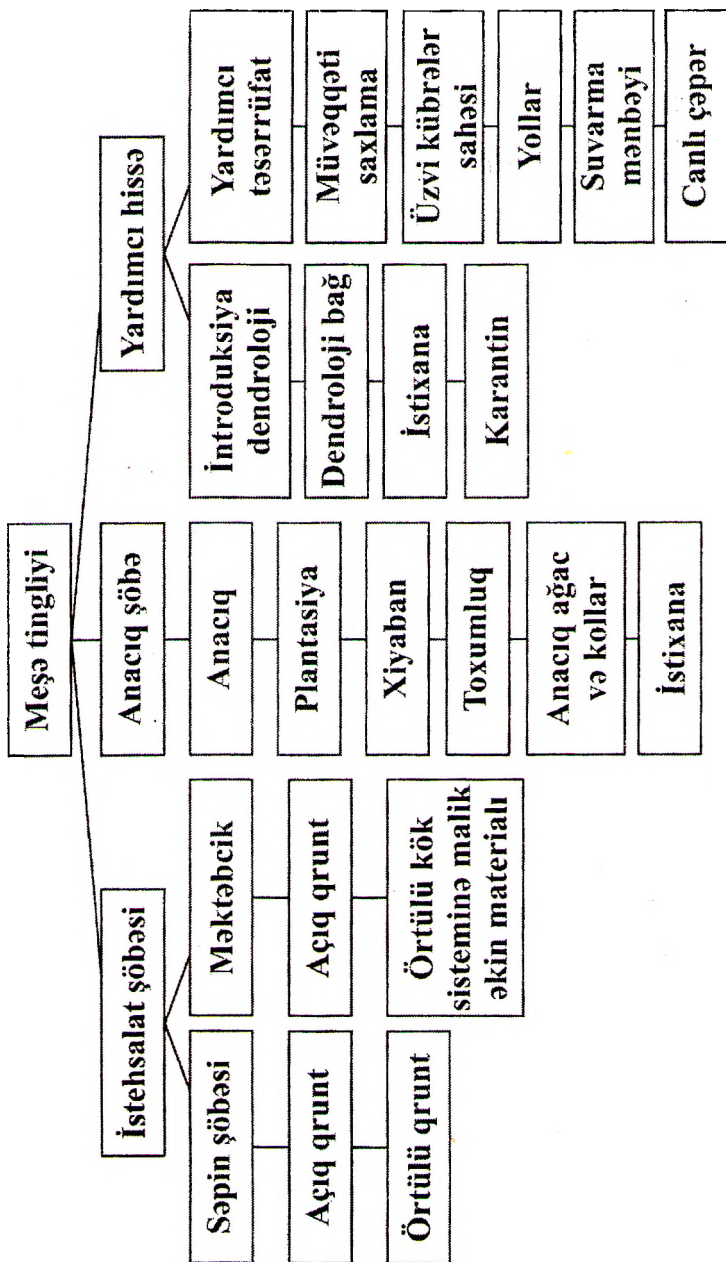 Meşə tingliyi
İstehsalat şöbəsi
Səpin şöbəsi
Açıq qrunt
Örtülü qrunt
Məktəbcik
Açıq qrunt
Örtülü kök
sisteminə malik
əkin materialı
Anacıq şöbə
Anacıq
Plantasiya
Xiyaban
Toxumluq
Anacıq ağac
və kollar
İstixana
Yardımcı hissə
İntroduksiya
dendroloji
Dendroloji bağ
İstixana
Karantin
Yardımcı
təsərrüfat
Müvəqqəti
saxlama
Üzvi kübrələr
sahəsi
Yollar
Suvarma
mənbəyi
Canlı çəpər